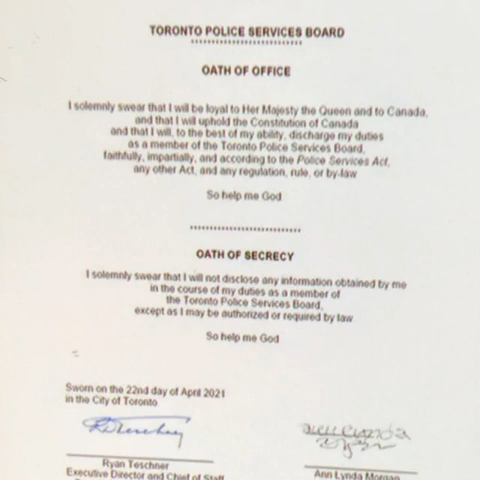 TORONTO POLICE SERVICES BOARD
**************************
OATH OF OFFICE
I solemnly swear that I will be loyal to Her Majesty the Queen and to Canada,
and that I will uphold the Constitution of Canada
and that I will, to the best of my ability, discharge my duties
as a member of the Toronto Police Services Board,
faithfully, impartially, and according to the Police Services Act,
any other Act, and any regulation, rule, or by-law
So help me God
**************************
OATH OF SECRECY
I solemnly swear that I will not disclose any information obtained by me
in the course of my duties as a member of
the Toronto Police Services Board,
except as I may be authorized or required by law
So help me God
Sworn on the 22nd day of April 2021
in the City of Toronto
Ryan Teschner
Executive Director and Chief of Staff
Ann Lynda Morgan